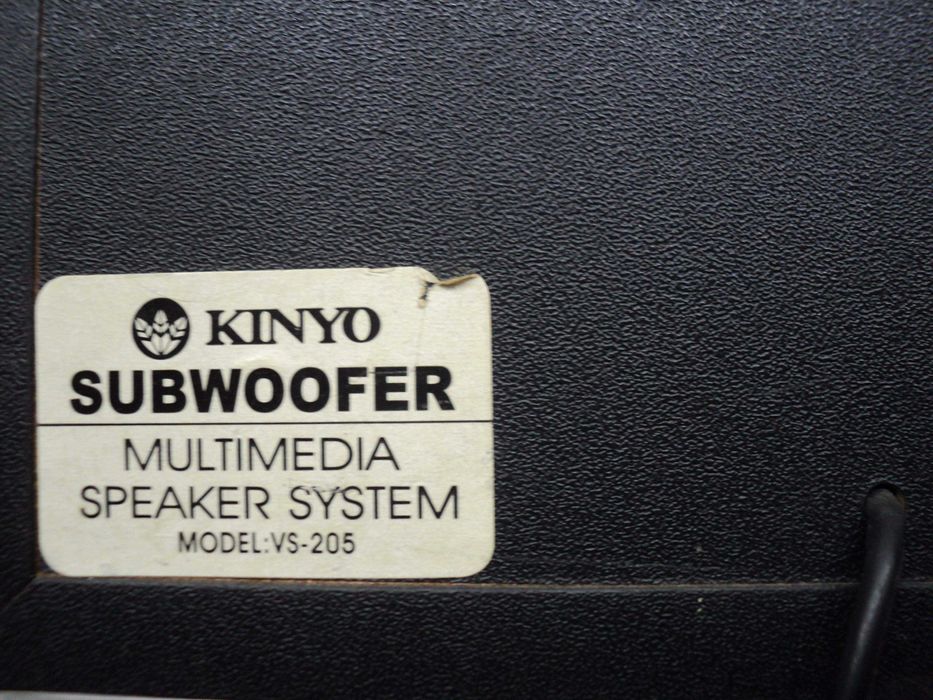 KINYO
SUBWOOFER
MULTIMEDIA
SPEAKER SYSTEM
MODEL:VS-205